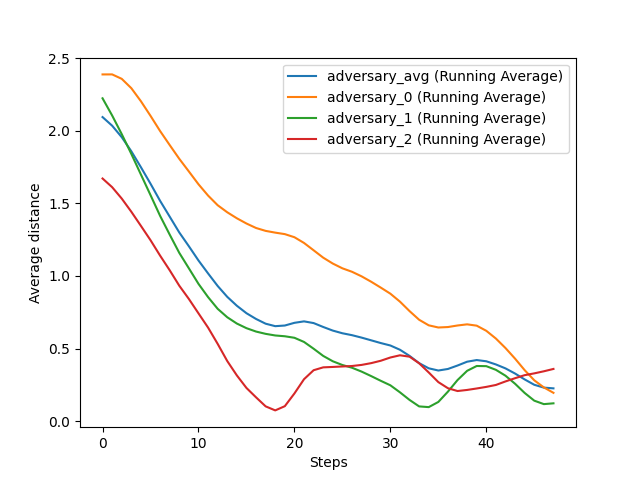 2.5
2.0
1.5
1.0
0.5
0.0
Average distance
adversary_avg (Running Average)
adversary_0 (Running Average)
adversary_1 (Running Average)
adversary_2 (Running Average)
0 10 20 30 40
Steps